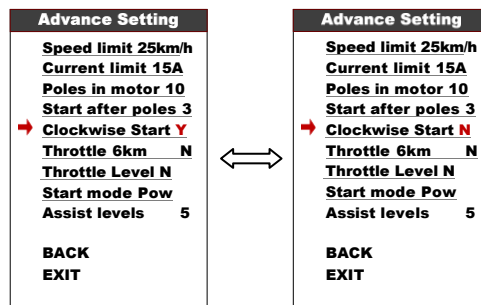 Advance Setting
Speed limit 25km/h
Current limit 15A
Poles in motor 10
Start after poles 3
Clockwise Start Y
Throttle 6km N
Throttle Level N
Start mode Pow
Assist levels 5
BACK
EXIT
Advance Setting
Speed limit 25km/h
Current limit 15A
Poles in motor 10
Start after poles 3
Clockwise Start N
Throttle 6km N
Throttle Level N
Start mode Pow
Assist levels 5
BACK
EXIT